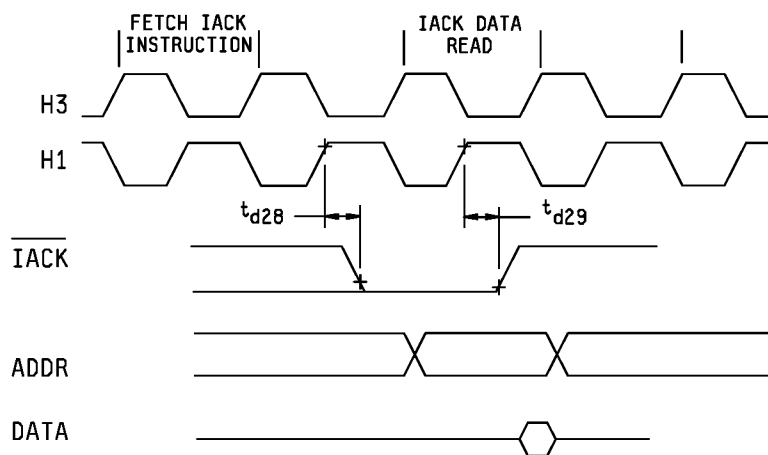 FETCH IACK
INSTRUCTION
IACK DATA
READ
H3
H1
td28
td29
IACK
ADDR
DATA